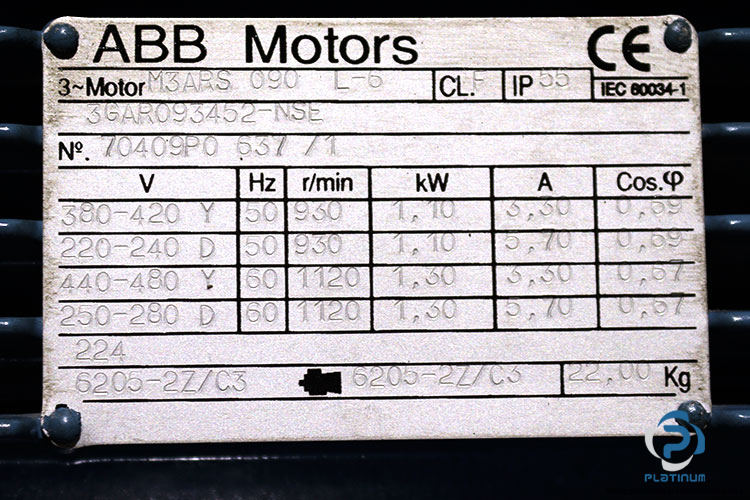 ABB Motors CE
3~Motor M3ARS 090 L-6 CL. F IP 55 IEC 60034-1
3GAR093452-NSE
Nº. 70409P0 637 /1
V Hz r/min kW A Cos.φ
380-420 Y 50 930 1,10 3,30 0,69
220-240 D 50 930 1,10 5,70 0,69
440-480 Y 60 1120 1,30 3,30 0,67
250-280 D 60 1120 1,30 5,70 0,67
224
6205-2Z/C3 6205-2Z/C3 22,00 Kg
PLATINUM